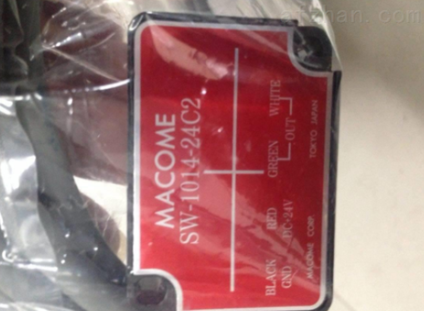 MACOME
SW-1014-24C2
BLACK RED GREEN WHITE
GND DC-24V OUT
MACOME CORP. TOKYO JAPAN